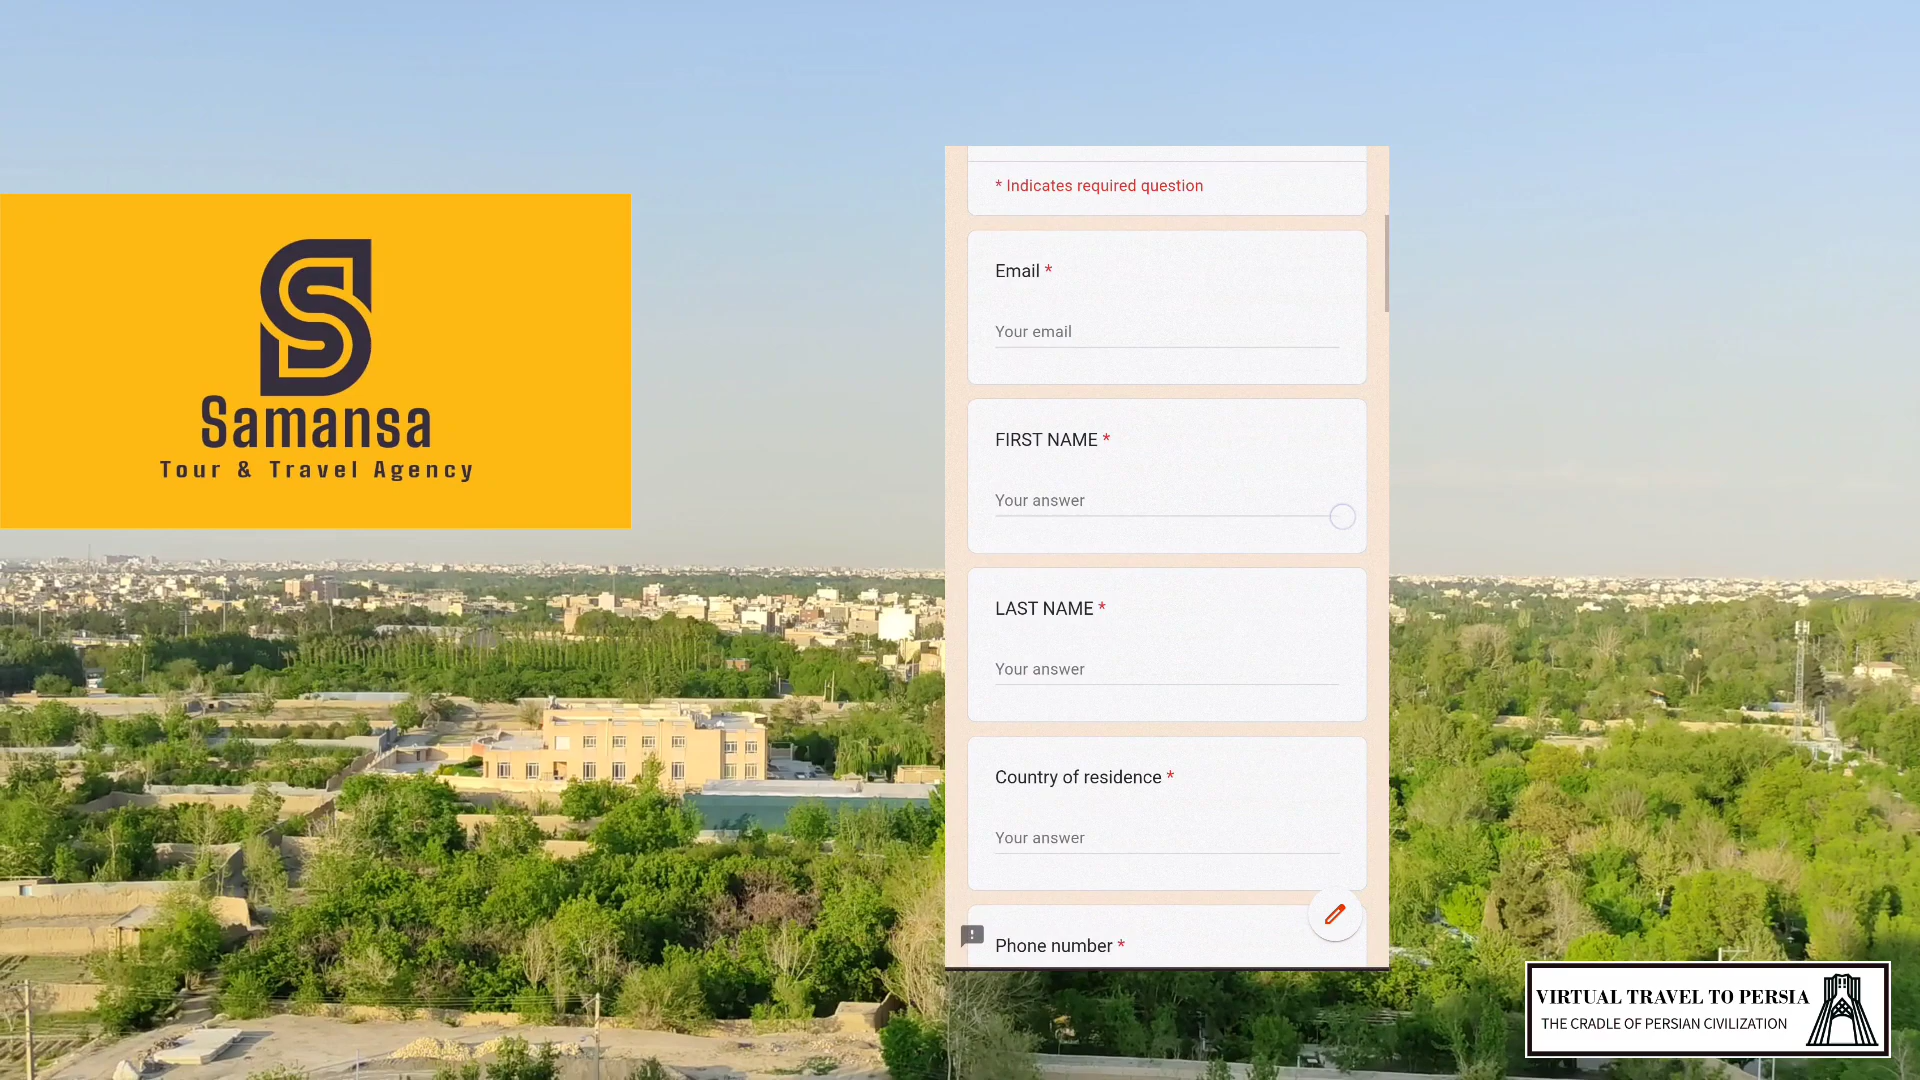 Samansa
Tour & Travel Agency
* Indicates required question
Email *
Your email
FIRST NAME *
Your answer
LAST NAME *
Your answer
Country of residence *
Your answer
Phone number *
VIRTUAL TRAVEL TO PERSIA
THE CRADLE OF PERSIAN CIVILIZATION